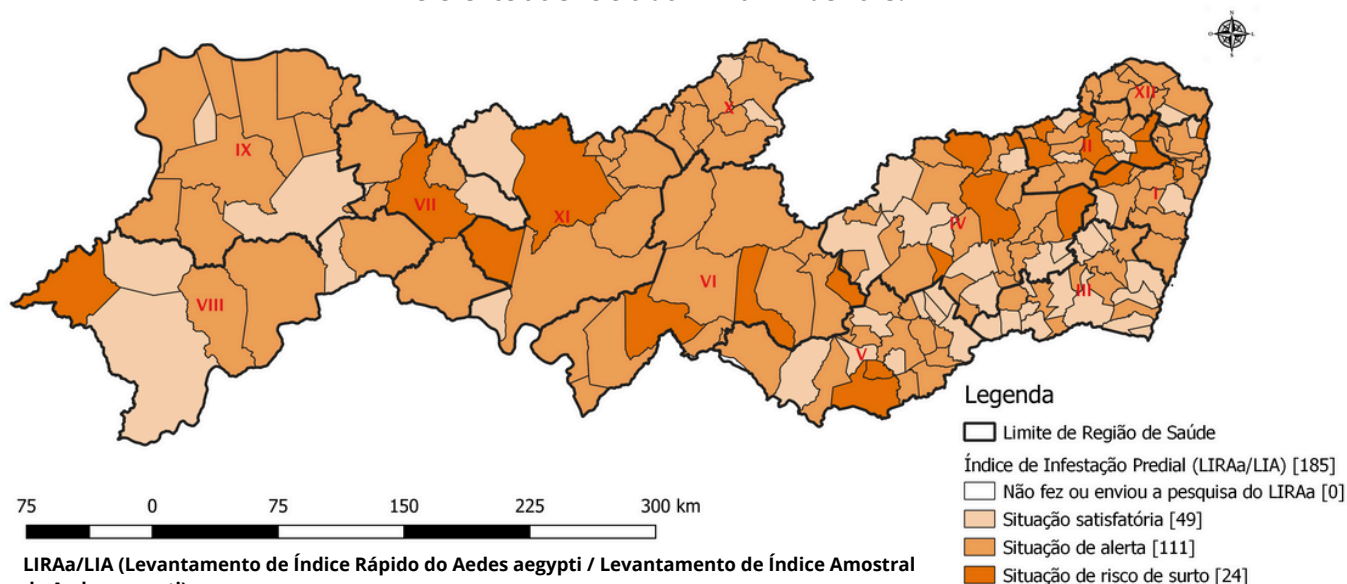 N
O L
S
XII
X
II
IX
I
VII
XI
IV
VI
III
VIII
V
Legenda
Limite de Região de Saúde
Índice de Infestação Predial (LIRAa/LIA) [185]
Não fez ou enviou a pesquisa do LIRAa [0]
Situação satisfatória [49]
Situação de alerta [111]
Situação de risco de surto [24]
75 0 75 150 225 300 km
LIRAa/LIA (Levantamento de Índice Rápido do Aedes aegypti / Levantamento de Índice Amostral